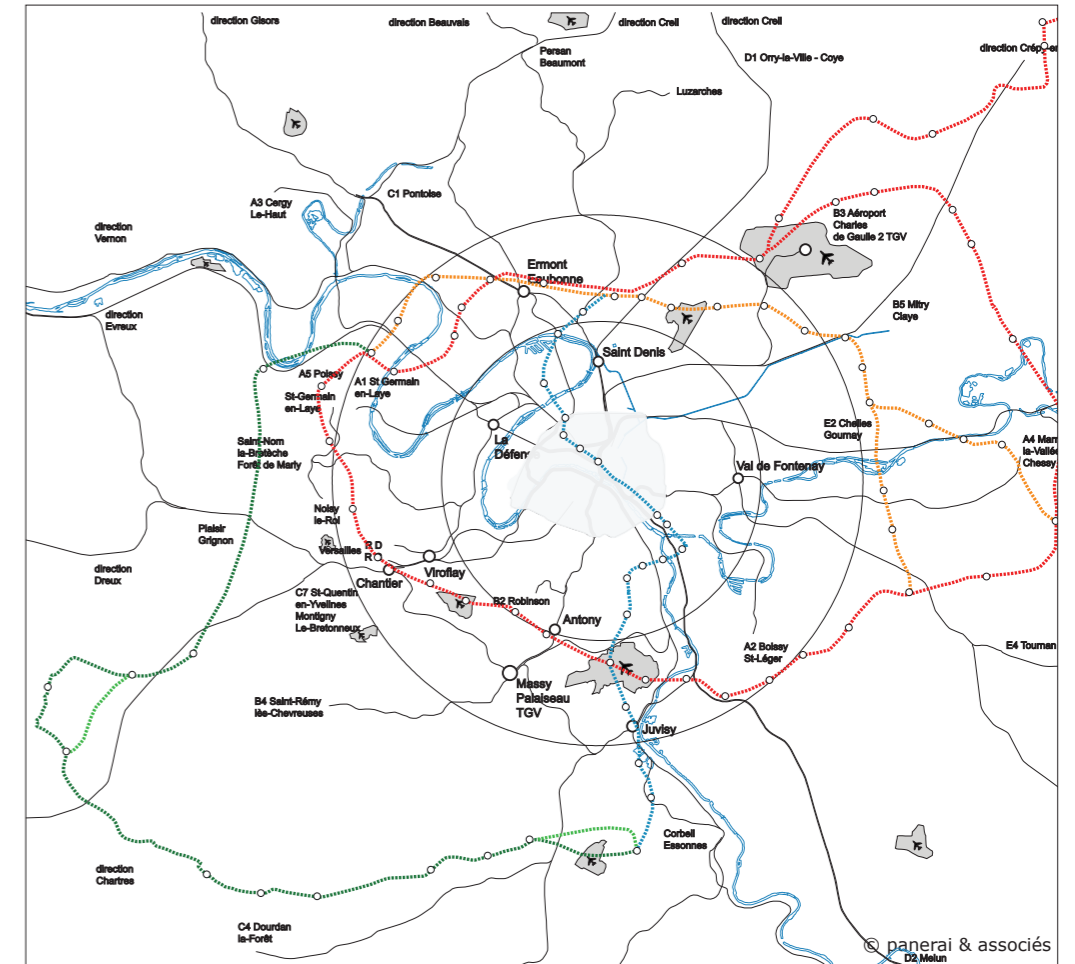 direction Gisors
direction Beauvais
direction Creil
direction Creil
Persan
Beaumont
D1 Orry-la-Ville - Coye
direction Crép
Luzarches
C1 Pontoise
A3 Cergy
Le-Haut
direction
Vernon
B3 Aéroport
Charles
de Gaulle 2 TGV
Ermont
Eaubonne
direction
Evreux
B5 Mitry
Claye
Saint Denis
A5 Poissy
A1 St Germain
en-Laye
St-Germain
en-Laye
La
Défens
E2 Chelles
Gournay
Saint-Nom
la-Bretèche
Forêt de Marly
A4 Marn
la-Vallée
Chessy
Val de Fontenay
Noisy
le-Roi
Plaisir
Grignon
Versailles
R D
R G
Chantier
Viroflay
direction
Dreux
C7 St-Quentin
en-Yvelines
Montigny
Le-Bretonneux
B2 Robinson
Antony
A2 Boissy
St-Léger
E4 Tournan
Massy
Palaiseau
TGV
B4 Saint-Rémy
lès-Chevreuses
Juvisy
Corbeil
Essonnes
direction
Chartres
C4 Dourdan
la-Forêt
© panerai & associés
D2 Melun